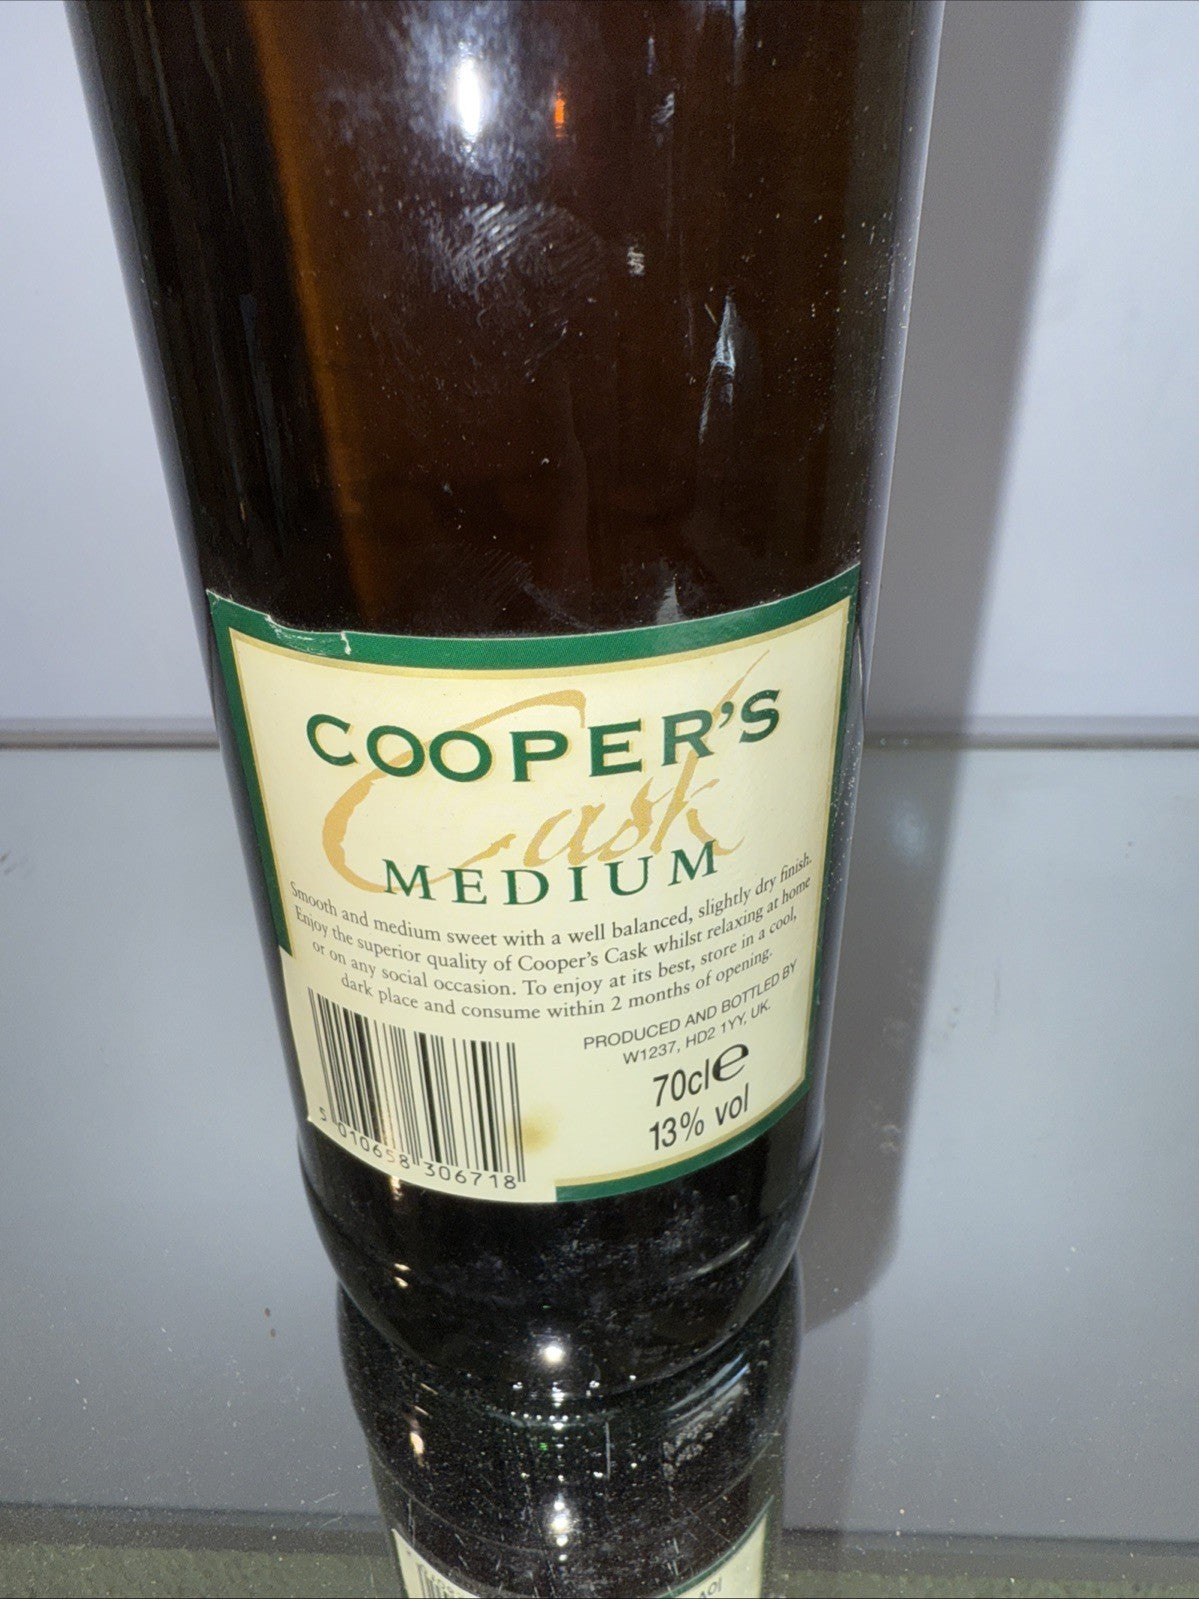 COOPER'S
Cask
MEDIUM
Smooth and medium sweet with a well balanced, slightly dry finish.
Enjoy the superior quality of Cooper's Cask whilst relaxing at home
or on any social occasion. To enjoy at its best, store in a cool,
dark place and consume within 2 months of opening.
PRODUCED AND BOTTLED BY
W1237, HD2 1YY, UK.
70cl e
13% vol
5 010658 306718